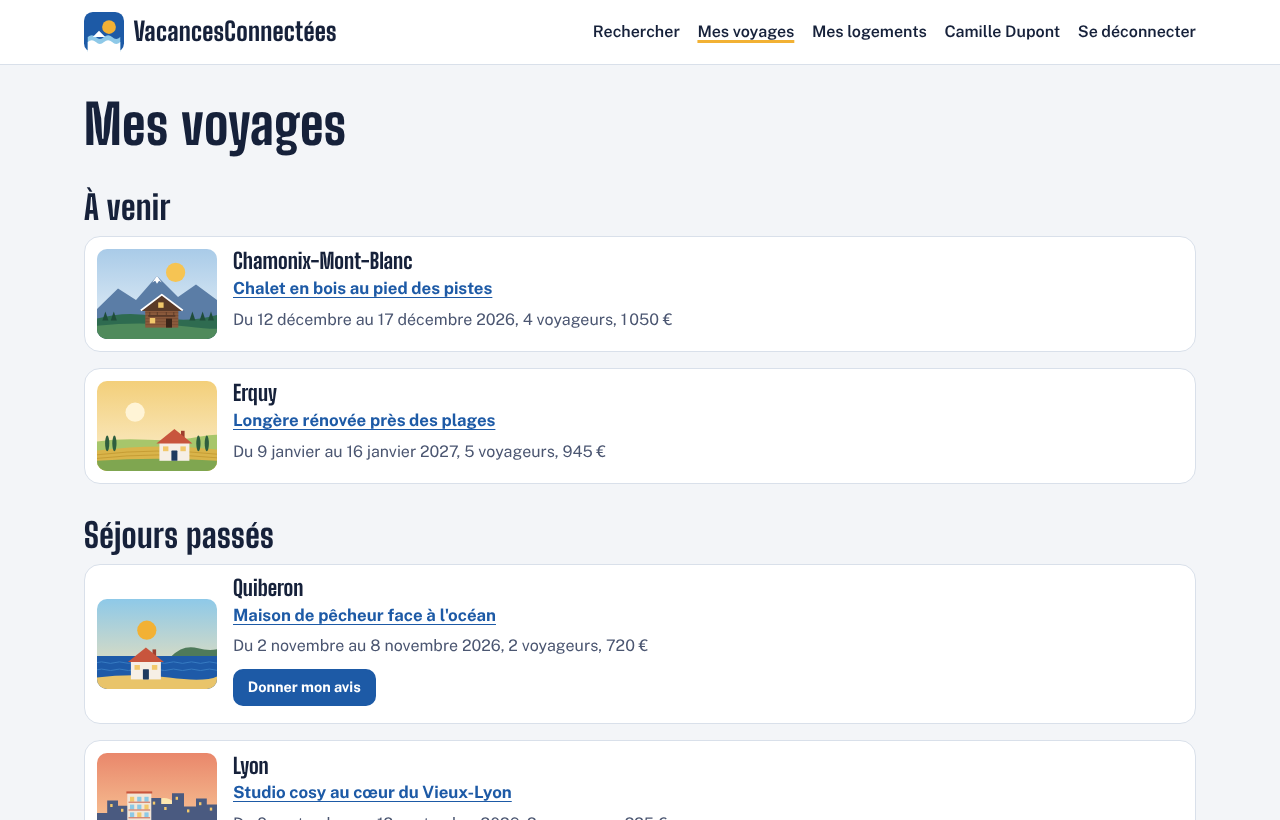 VacancesConnectées
Rechercher Mes voyages Mes logements Camille Dupont Se déconnecter
Mes voyages
À venir
Chamonix-Mont-Blanc
Chalet en bois au pied des pistes
Du 12 décembre au 17 décembre 2026, 4 voyageurs, 1 050 €
Erquy
Longère rénovée près des plages
Du 9 janvier au 16 janvier 2027, 5 voyageurs, 945 €
Séjours passés
Quiberon
Maison de pêcheur face à l'océan
Du 2 novembre au 8 novembre 2026, 2 voyageurs, 720 €
Donner mon avis
Lyon
Studio cosy au cœur du Vieux-Lyon